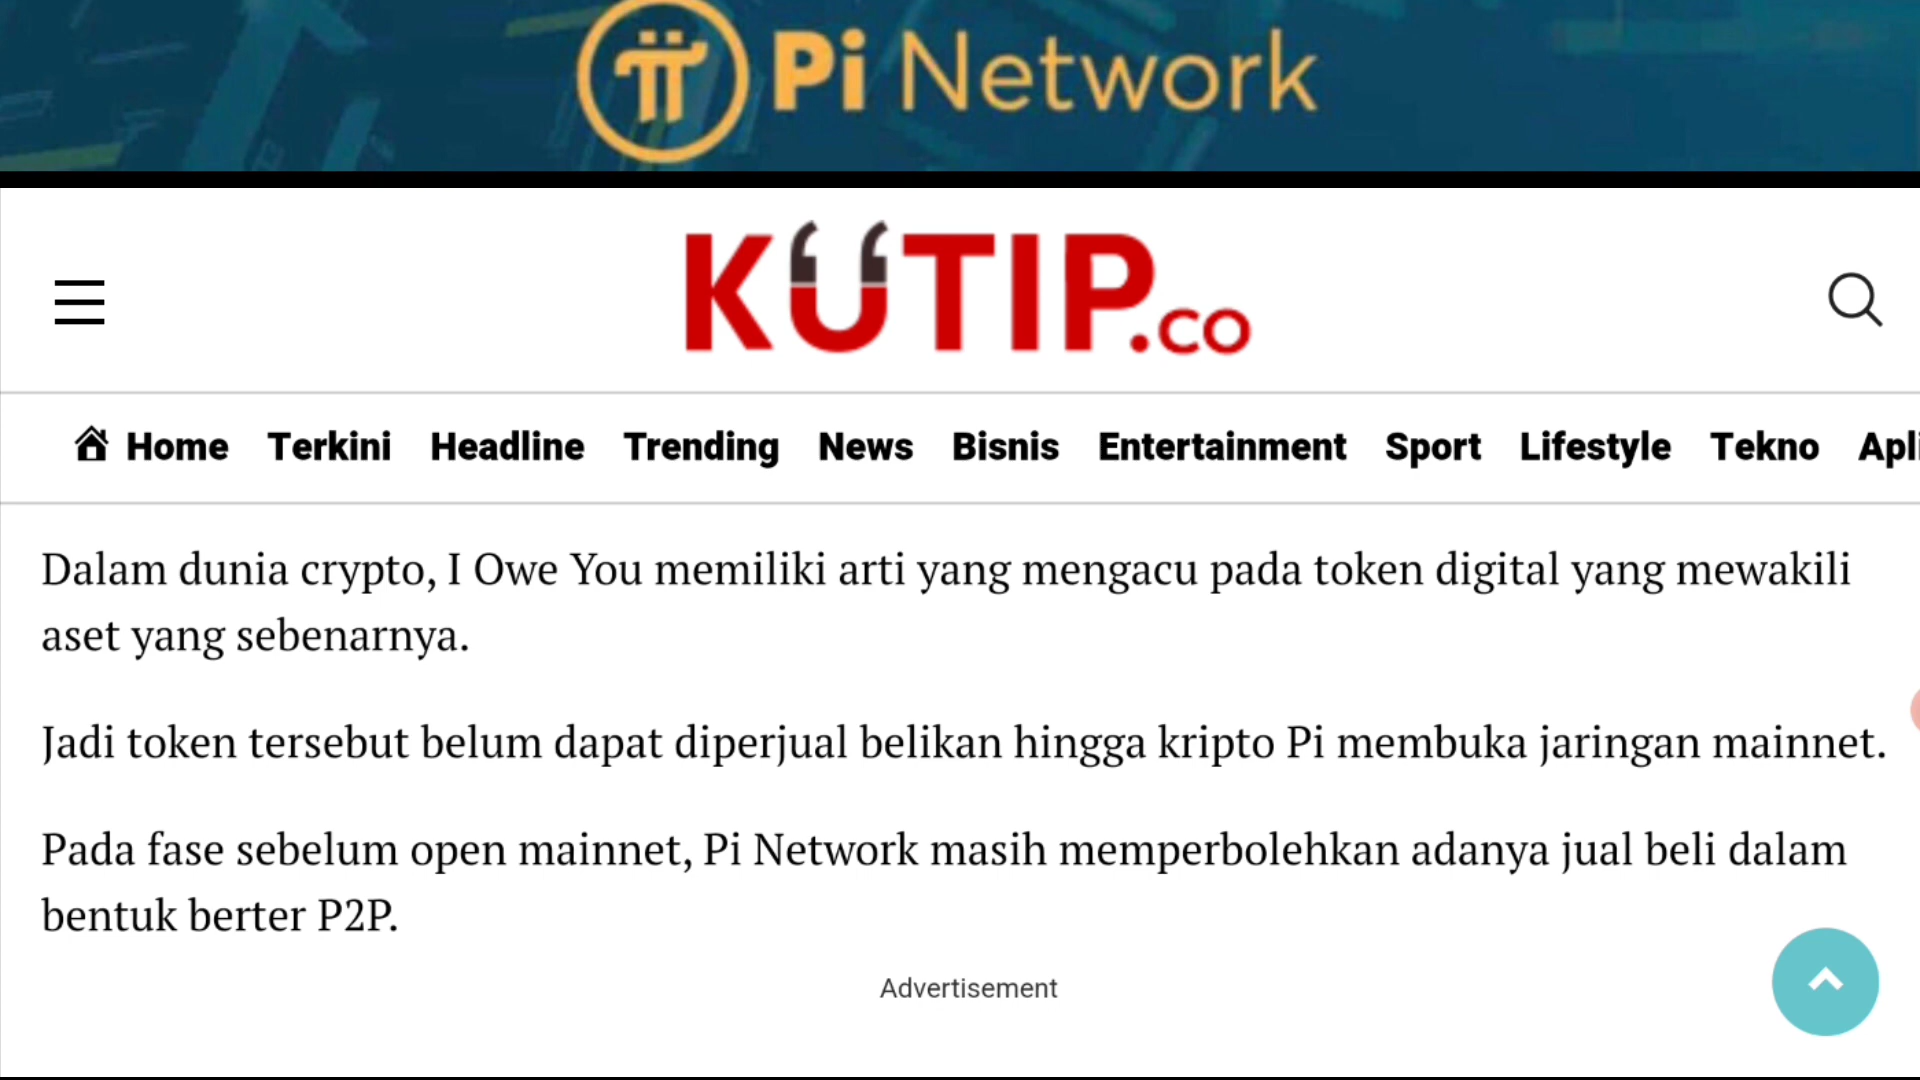 Pi Network
KUTIP.co
Home Terkini Headline Trending News Bisnis Entertainment Sport Lifestyle Tekno Apli
Dalam dunia crypto, I Owe You memiliki arti yang mengacu pada token digital yang mewakili
aset yang sebenarnya.
Jadi token tersebut belum dapat diperjual belikan hingga kripto Pi membuka jaringan mainnet.
Pada fase sebelum open mainnet, Pi Network masih memperbolehkan adanya jual beli dalam
bentuk berter P2P.
Advertisement